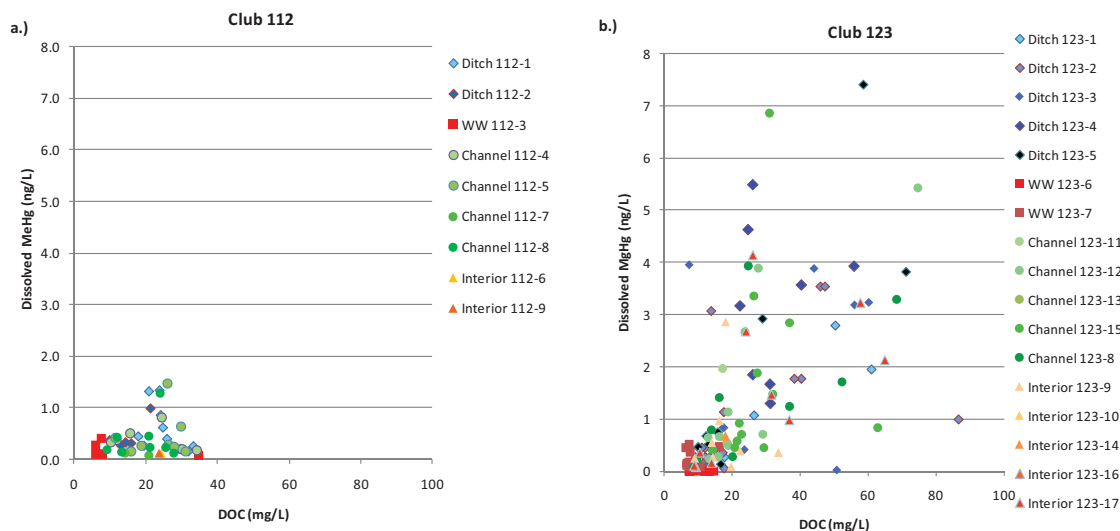 a.)
Club 112
Dissolved MeHg (ng/L)
8.0
7.0
6.0
5.0
4.0
3.0
2.0
1.0
0.0
0
20
40
60
80
100
DOC (mg/L)
Ditch 112-1
Ditch 112-2
WW 112-3
Channel 112-4
Channel 112-5
Channel 112-7
Channel 112-8
Interior 112-6
Interior 112-9
b.)
Club 123
Dissolved MgHg (ng/L)
8
7
6
5
4
3
2
1
0
0
20
40
60
80
100
DOC (mg/L)
Ditch 123-1
Ditch 123-2
Ditch 123-3
Ditch 123-4
Ditch 123-5
WW 123-6
WW 123-7
Channel 123-11
Channel 123-12
Channel 123-13
Channel 123-15
Channel 123-8
Interior 123-9
Interior 123-10
Interior 123-14
Interior 123-16
Interior 123-17